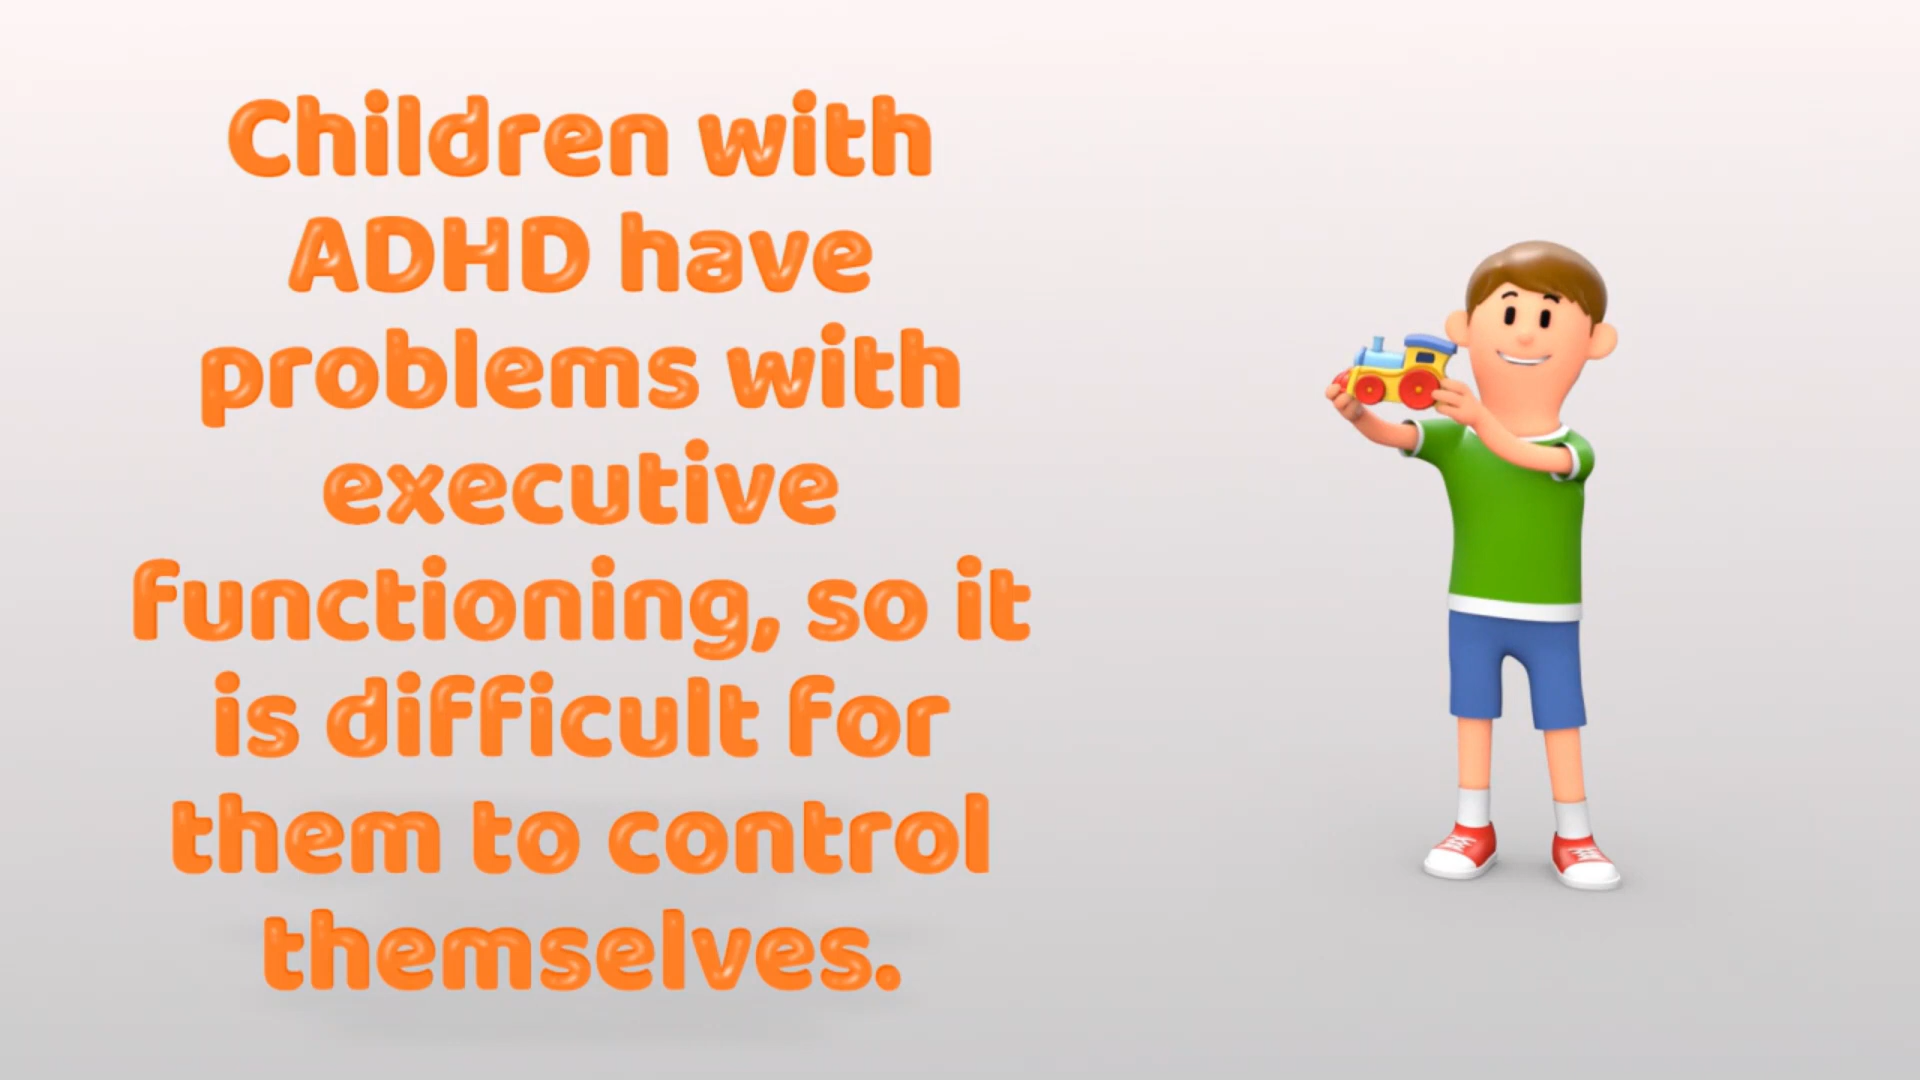 Children with
ADHD have
problems with
executive
functioning, so it
is difficult for
them to control
themselves.